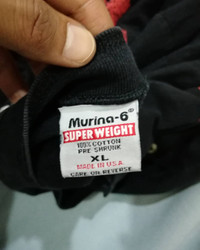 Murina-6®
SUPER WEIGHT
100% COTTON
PRE SHRUNK
XL
MADE IN U.S.A.
CARE ON REVERSE